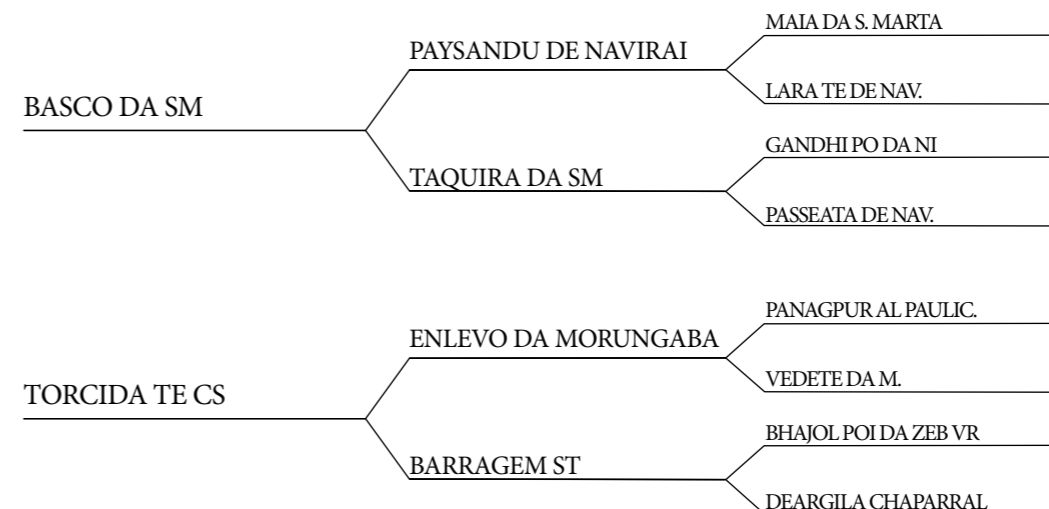 MAIA DA S. MARTA
PAYSANDU DE NAVIRAI
LARA TE DE NAV.
BASCO DA SM
GANDHI PO DA NI
TAQUIRA DA SM
PASSEATA DE NAV.
PANAGPUR AL PAULIC.
ENLEVO DA MORUNGABA
VEDETE DA M.
TORCIDA TE CS
BHAJOL POI DA ZEB VR
BARRAGEM ST
DEARGILA CHAPARRAL